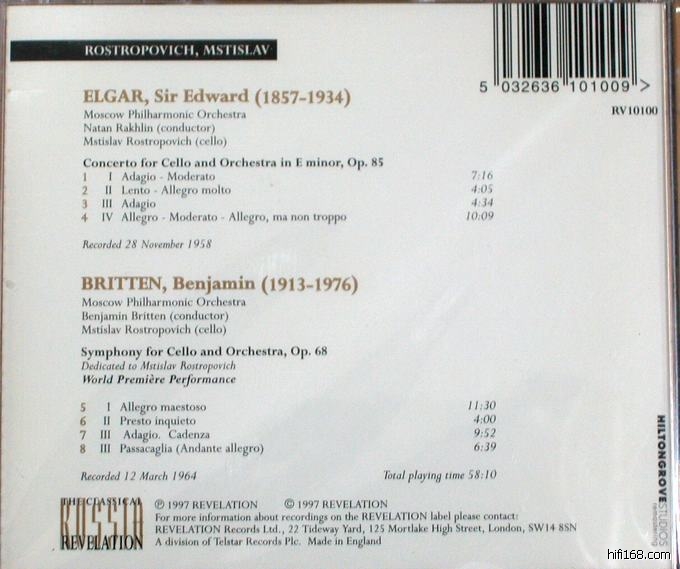 ROSTROPOVICH, MSTISLAV
5 032636 101009 >
RV10100
ELGAR, Sir Edward (1857-1934)
Moscow Philharmonic Orchestra
Natan Rakhlin (conductor)
Mstislav Rostropovich (cello)
Concerto for Cello and Orchestra in E minor, Op. 85
1 I Adagio - Moderato 7:16
2 II Lento - Allegro molto 4:05
3 III Adagio 4:34
4 IV Allegro - Moderato - Allegro, ma non troppo 10:09
Recorded 28 November 1958
BRITTEN, Benjamin (1913-1976)
Moscow Philharmonic Orchestra
Benjamin Britten (conductor)
Mstislav Rostropovich (cello)
Symphony for Cello and Orchestra, Op. 68
Dedicated to Mstislav Rostropovich
World Première Performance
5 I Allegro maestoso 11:30
6 II Presto inquieto 4:00
7 III Adagio. Cadenza 9:52
8 III Passacaglia (Andante allegro) 6:39
Recorded 12 March 1964 Total playing time 58:10
THE CLASSICAL
RUSSIA
REVELATION
℗ 1997 REVELATION © 1997 REVELATION
For more information about recordings on the REVELATION label please contact:
REVELATION Records Ltd., 22 Tideway Yard, 125 Mortlake High Street, London, SW14 8SN
A division of Telstar Records Plc. Made in England
HILTONGROVESTUDIOS
remastering
hifi168.com